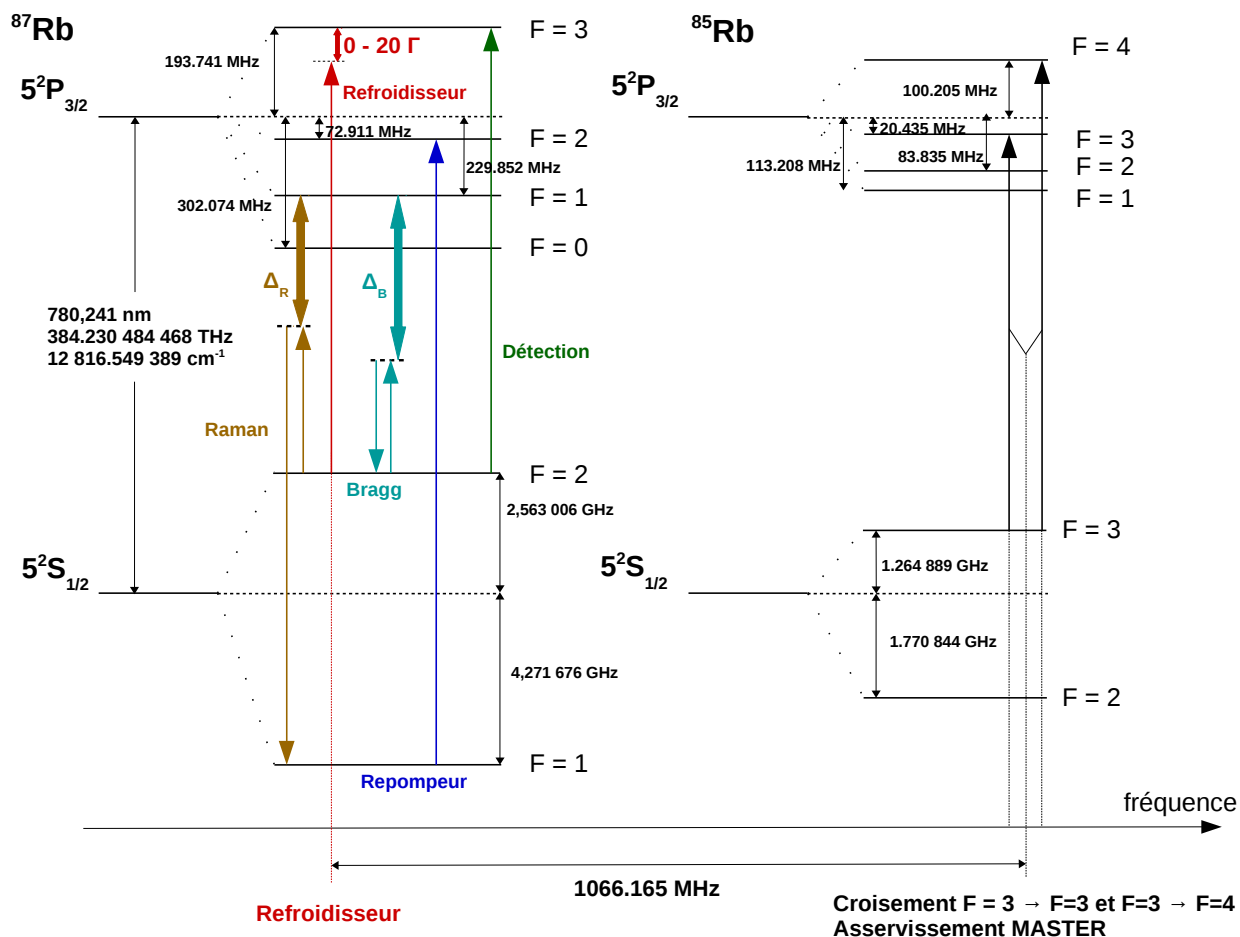 ⁸⁷Rb
F = 3
0 - 20 Γ
193.741 MHz
5²P₃/₂
Refroidisseur
72.911 MHz
F = 2
229.852 MHz
F = 1
302.074 MHz
F = 0
Δ_R
Δ_B
780,241 nm
384.230 484 468 THz
12 816.549 389 cm⁻¹
Détection
Raman
F = 2
Bragg
2,563 006 GHz
5²S₁/₂
4,271 676 GHz
F = 1
Repompeur
⁸⁵Rb
F = 4
5²P₃/₂
100.205 MHz
20.435 MHz
F = 3
83.835 MHz
113.208 MHz
F = 2
F = 1
F = 3
5²S₁/₂
1.264 889 GHz
1.770 844 GHz
F = 2
fréquence
1066.165 MHz
Refroidisseur
Croisement F = 3 → F=3 et F=3 → F=4
Asservissement MASTER